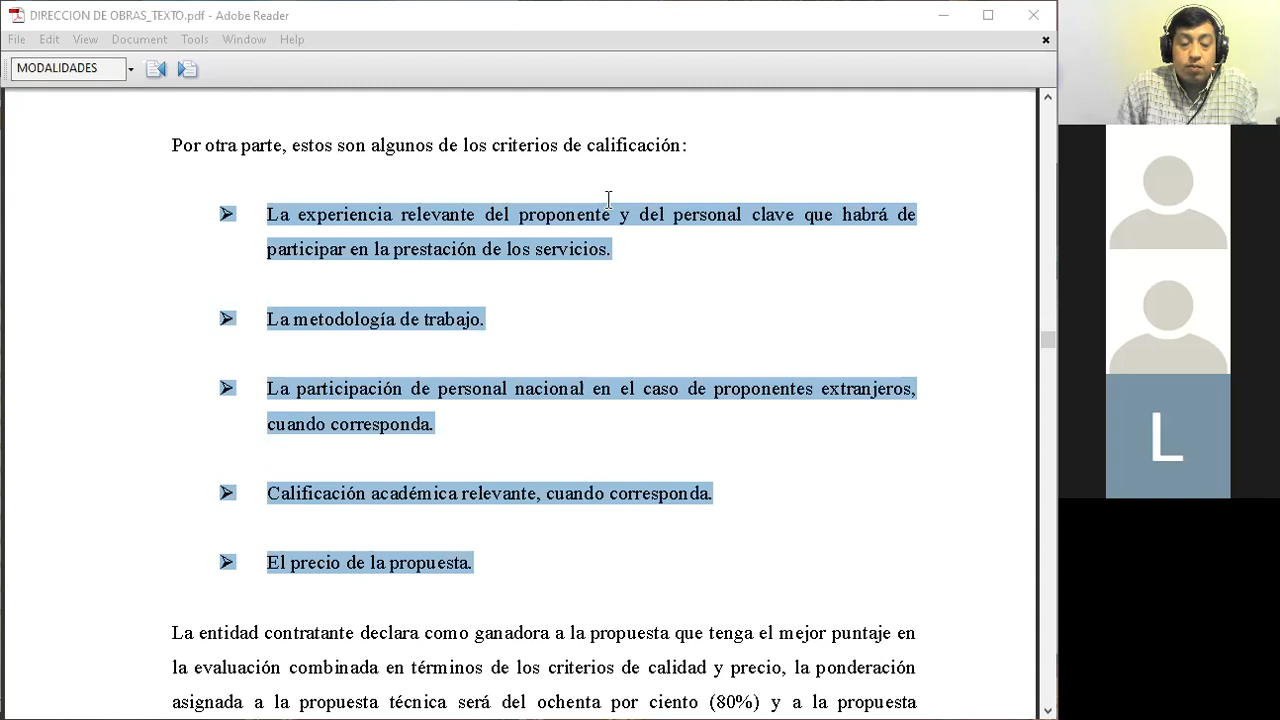 DIRECCION DE OBRAS_TEXTO.pdf - Adobe Reader
File Edit View Document Tools Window Help
MODALIDADES
Por otra parte, estos son algunos de los criterios de calificación:
➢ La experiencia relevante del proponente y del personal clave que habrá de
participar en la prestación de los servicios.
➢ La metodología de trabajo.
➢ La participación de personal nacional en el caso de proponentes extranjeros,
cuando corresponda.
➢ Calificación académica relevante, cuando corresponda.
➢ El precio de la propuesta.
La entidad contratante declara como ganadora a la propuesta que tenga el mejor puntaje en
la evaluación combinada en términos de los criterios de calidad y precio, la ponderación
asignada a la propuesta técnica será del ochenta por ciento (80%) y a la propuesta
L